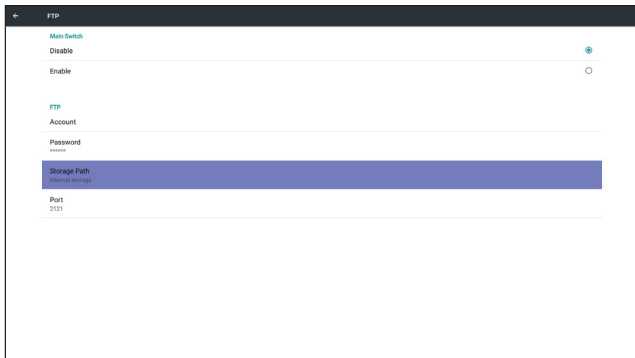 FTP
Main Switch
Disable
Enable
FTP
Account
Password
******
Storage Path
Internal storage
Port
2121